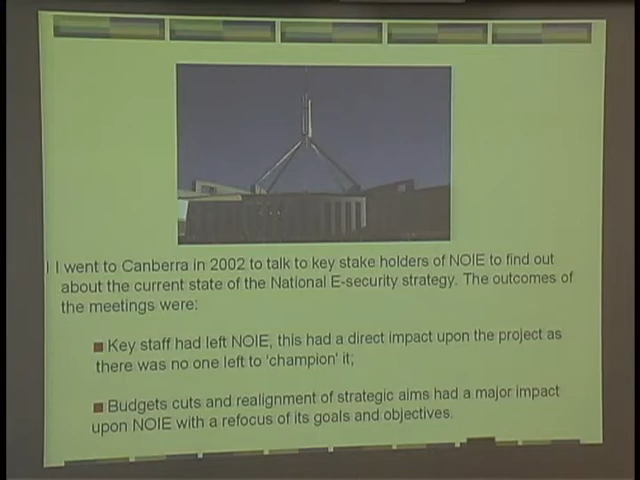 I went to Canberra in 2002 to talk to key stake holders of NOIE to find out
about the current state of the National E-security strategy. The outcomes of
the meetings were:
Key staff had left NOIE, this had a direct impact upon the project as
there was no one left to 'champion' it;
Budgets cuts and realignment of strategic aims had a major impact
upon NOIE with a refocus of its goals and objectives.